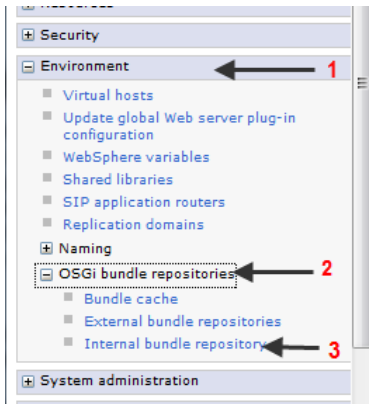 Resources
Security
Environment
1
Virtual hosts
Update global Web server plug-in
configuration
WebSphere variables
Shared libraries
SIP application routers
Replication domains
Naming
OSGi bundle repositories
2
Bundle cache
External bundle repositories
Internal bundle repository
3
System administration